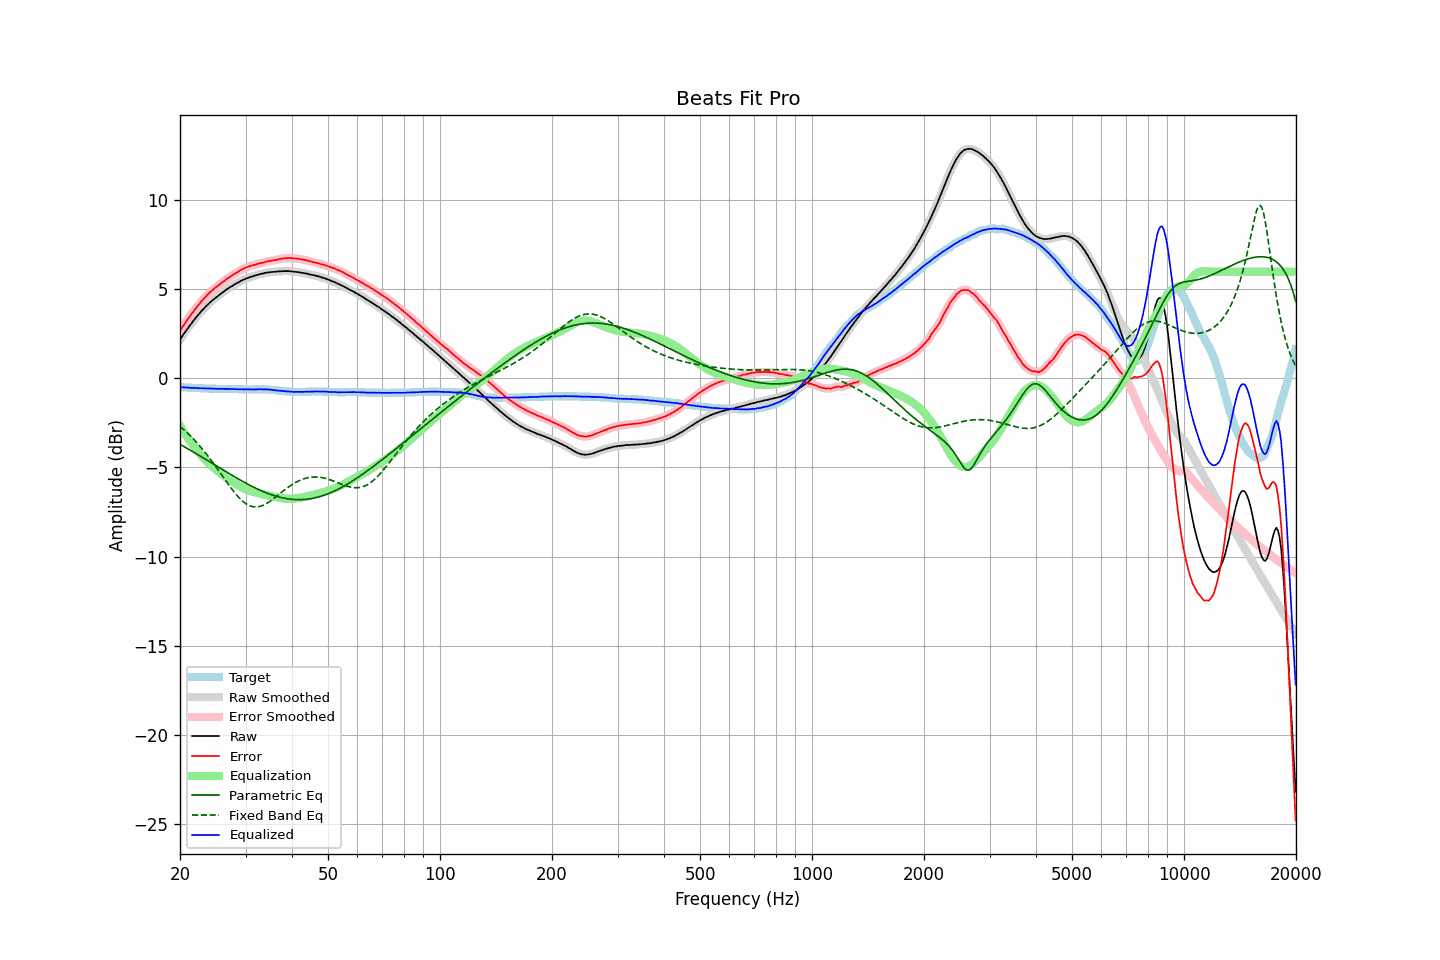 Beats Fit Pro
Amplitude (dBr)
10
5
0
−5
−10
−15
−20
−25
Target
Raw Smoothed
Error Smoothed
Raw
Error
Equalization
Parametric Eq
Fixed Band Eq
Equalized
20 50 100 200 500 1000 2000 5000 10000 20000
Frequency (Hz)